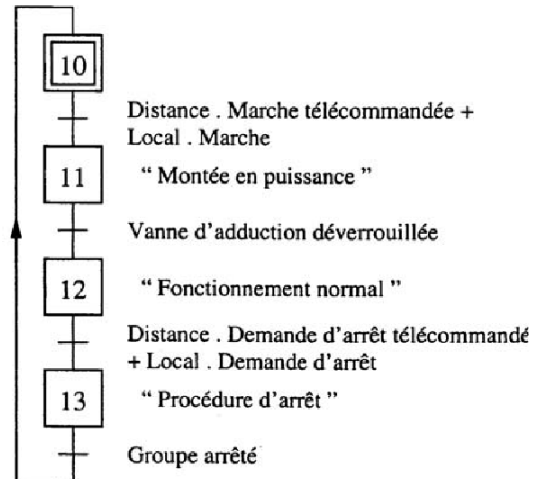 10
Distance . Marche télécommandée +
Local . Marche
11 “ Montée en puissance ”
Vanne d'adduction déverrouillée
12 “ Fonctionnement normal ”
Distance . Demande d'arrêt télécommandé
+ Local . Demande d'arrêt
13 “ Procédure d'arrêt ”
Groupe arrêté